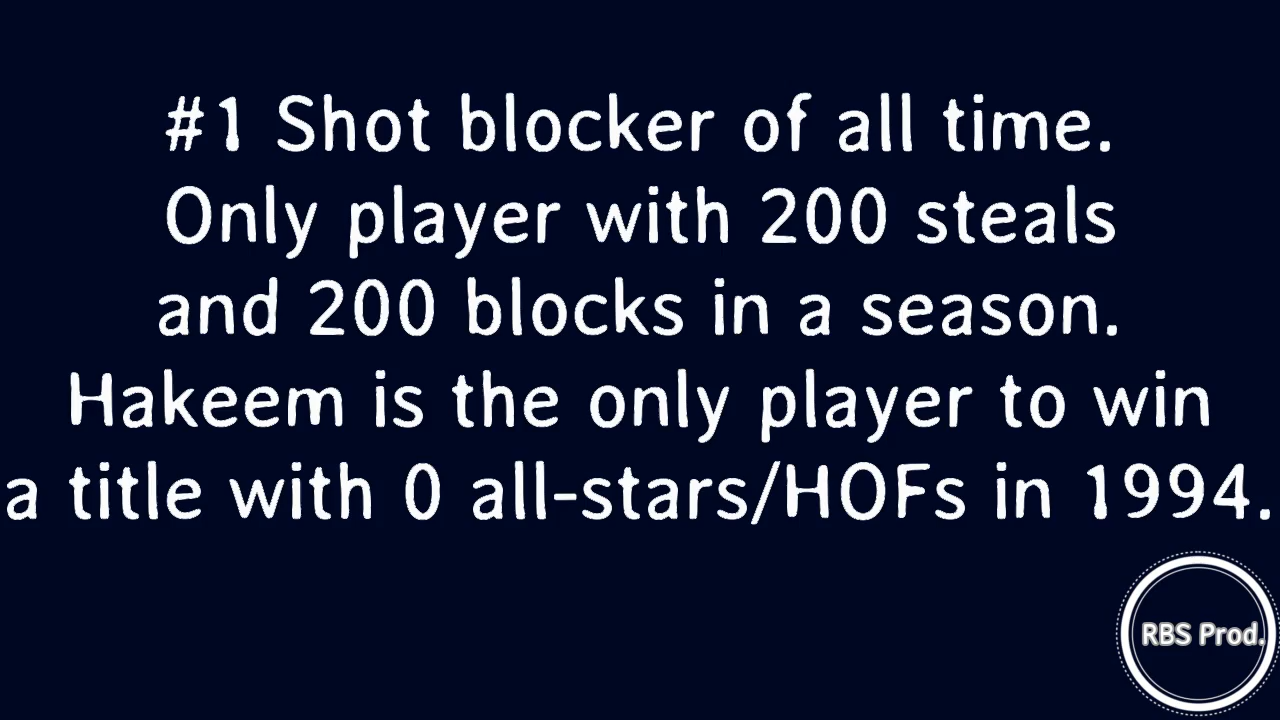 #1 Shot blocker of all time.
Only player with 200 steals
and 200 blocks in a season.
Hakeem is the only player to win
a title with 0 all-stars/HOFs in 1994.
RBS Prod.